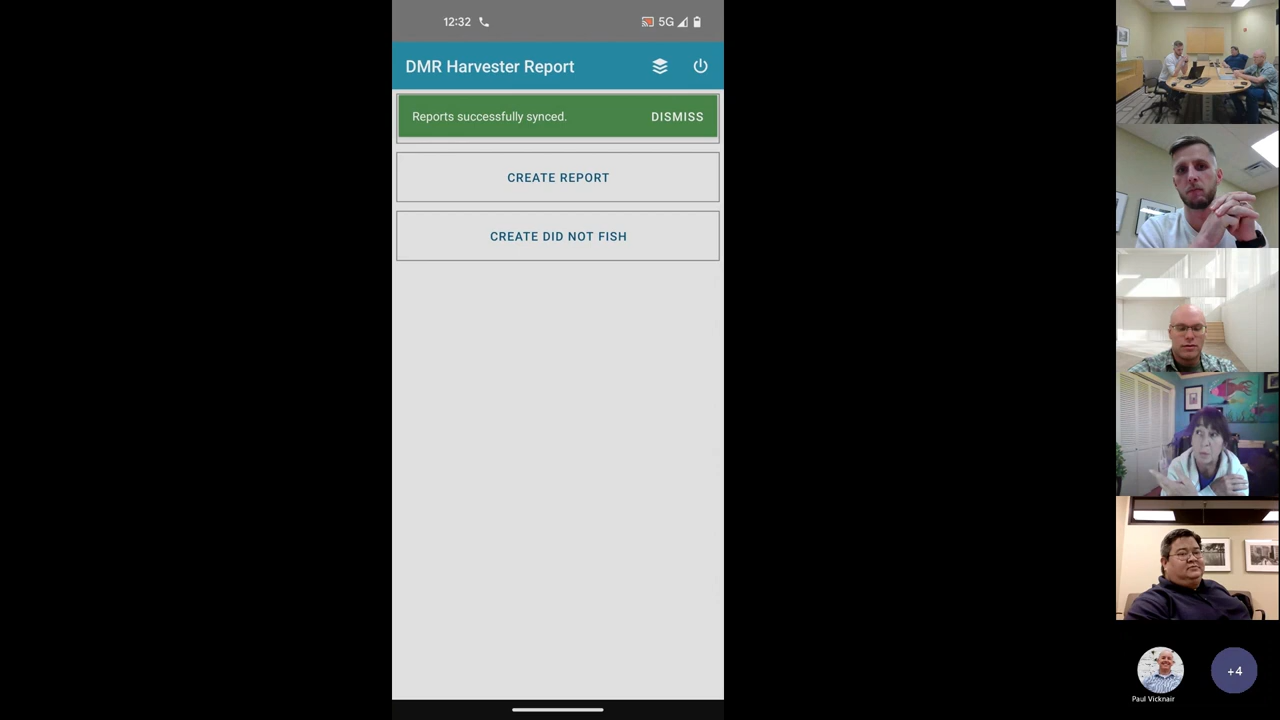 12:32
5G
DMR Harvester Report
Reports successfully synced.
DISMISS
CREATE REPORT
CREATE DID NOT FISH
+4
Paul Vicknair